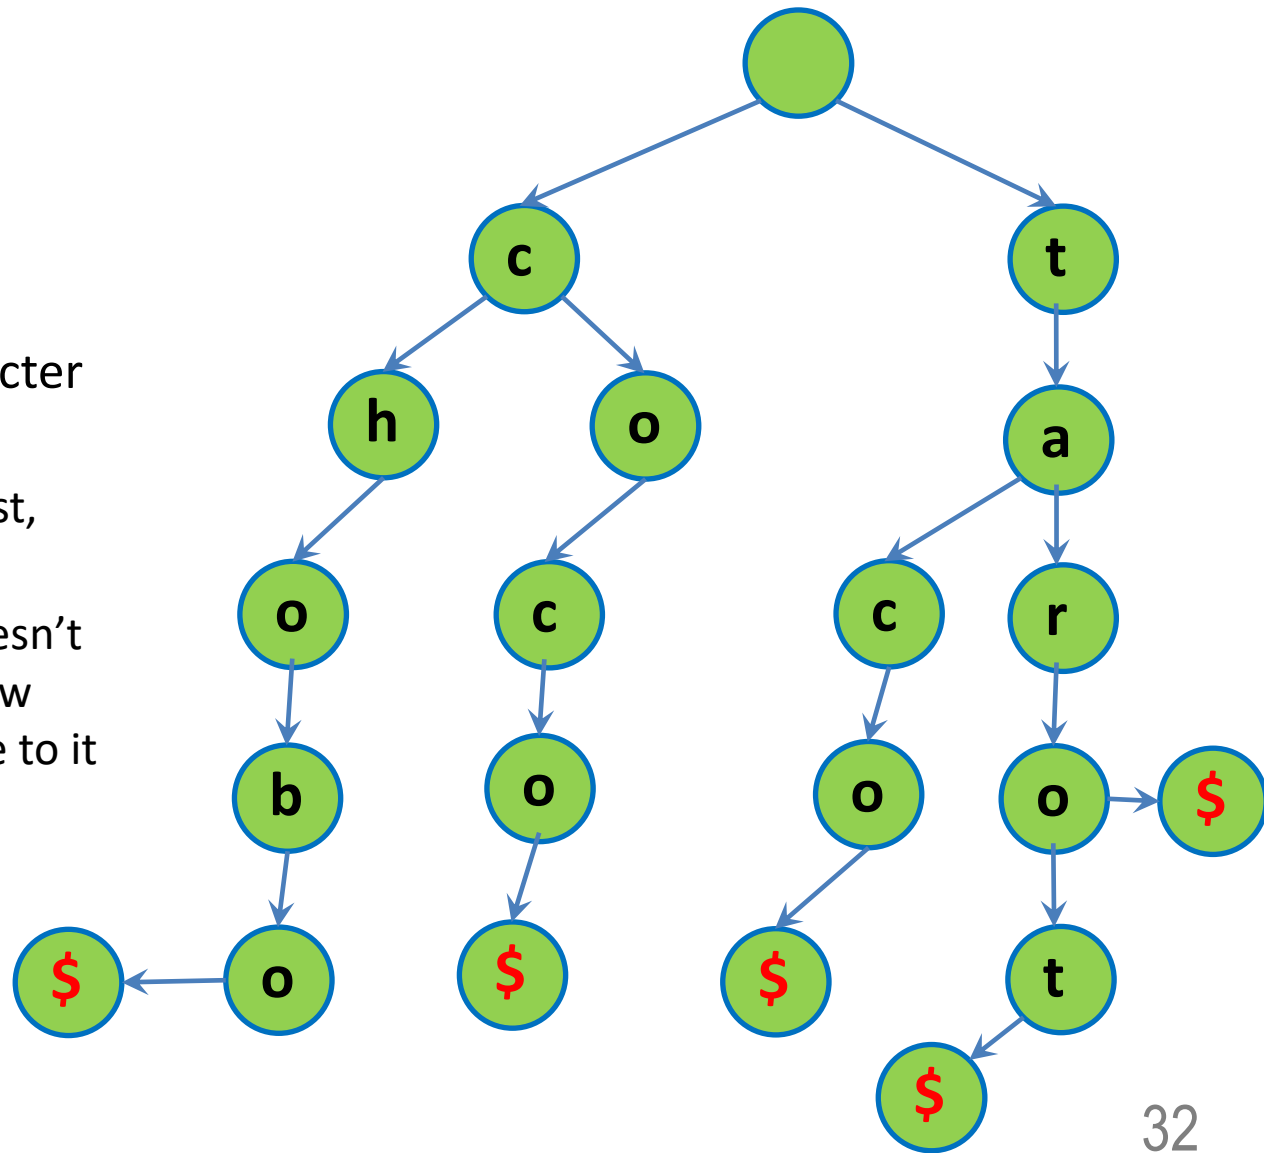 c t
cter
h o a
st,
o c c r
esn’t
w
e to it
b o o o $
$ o $ $ t
$
32